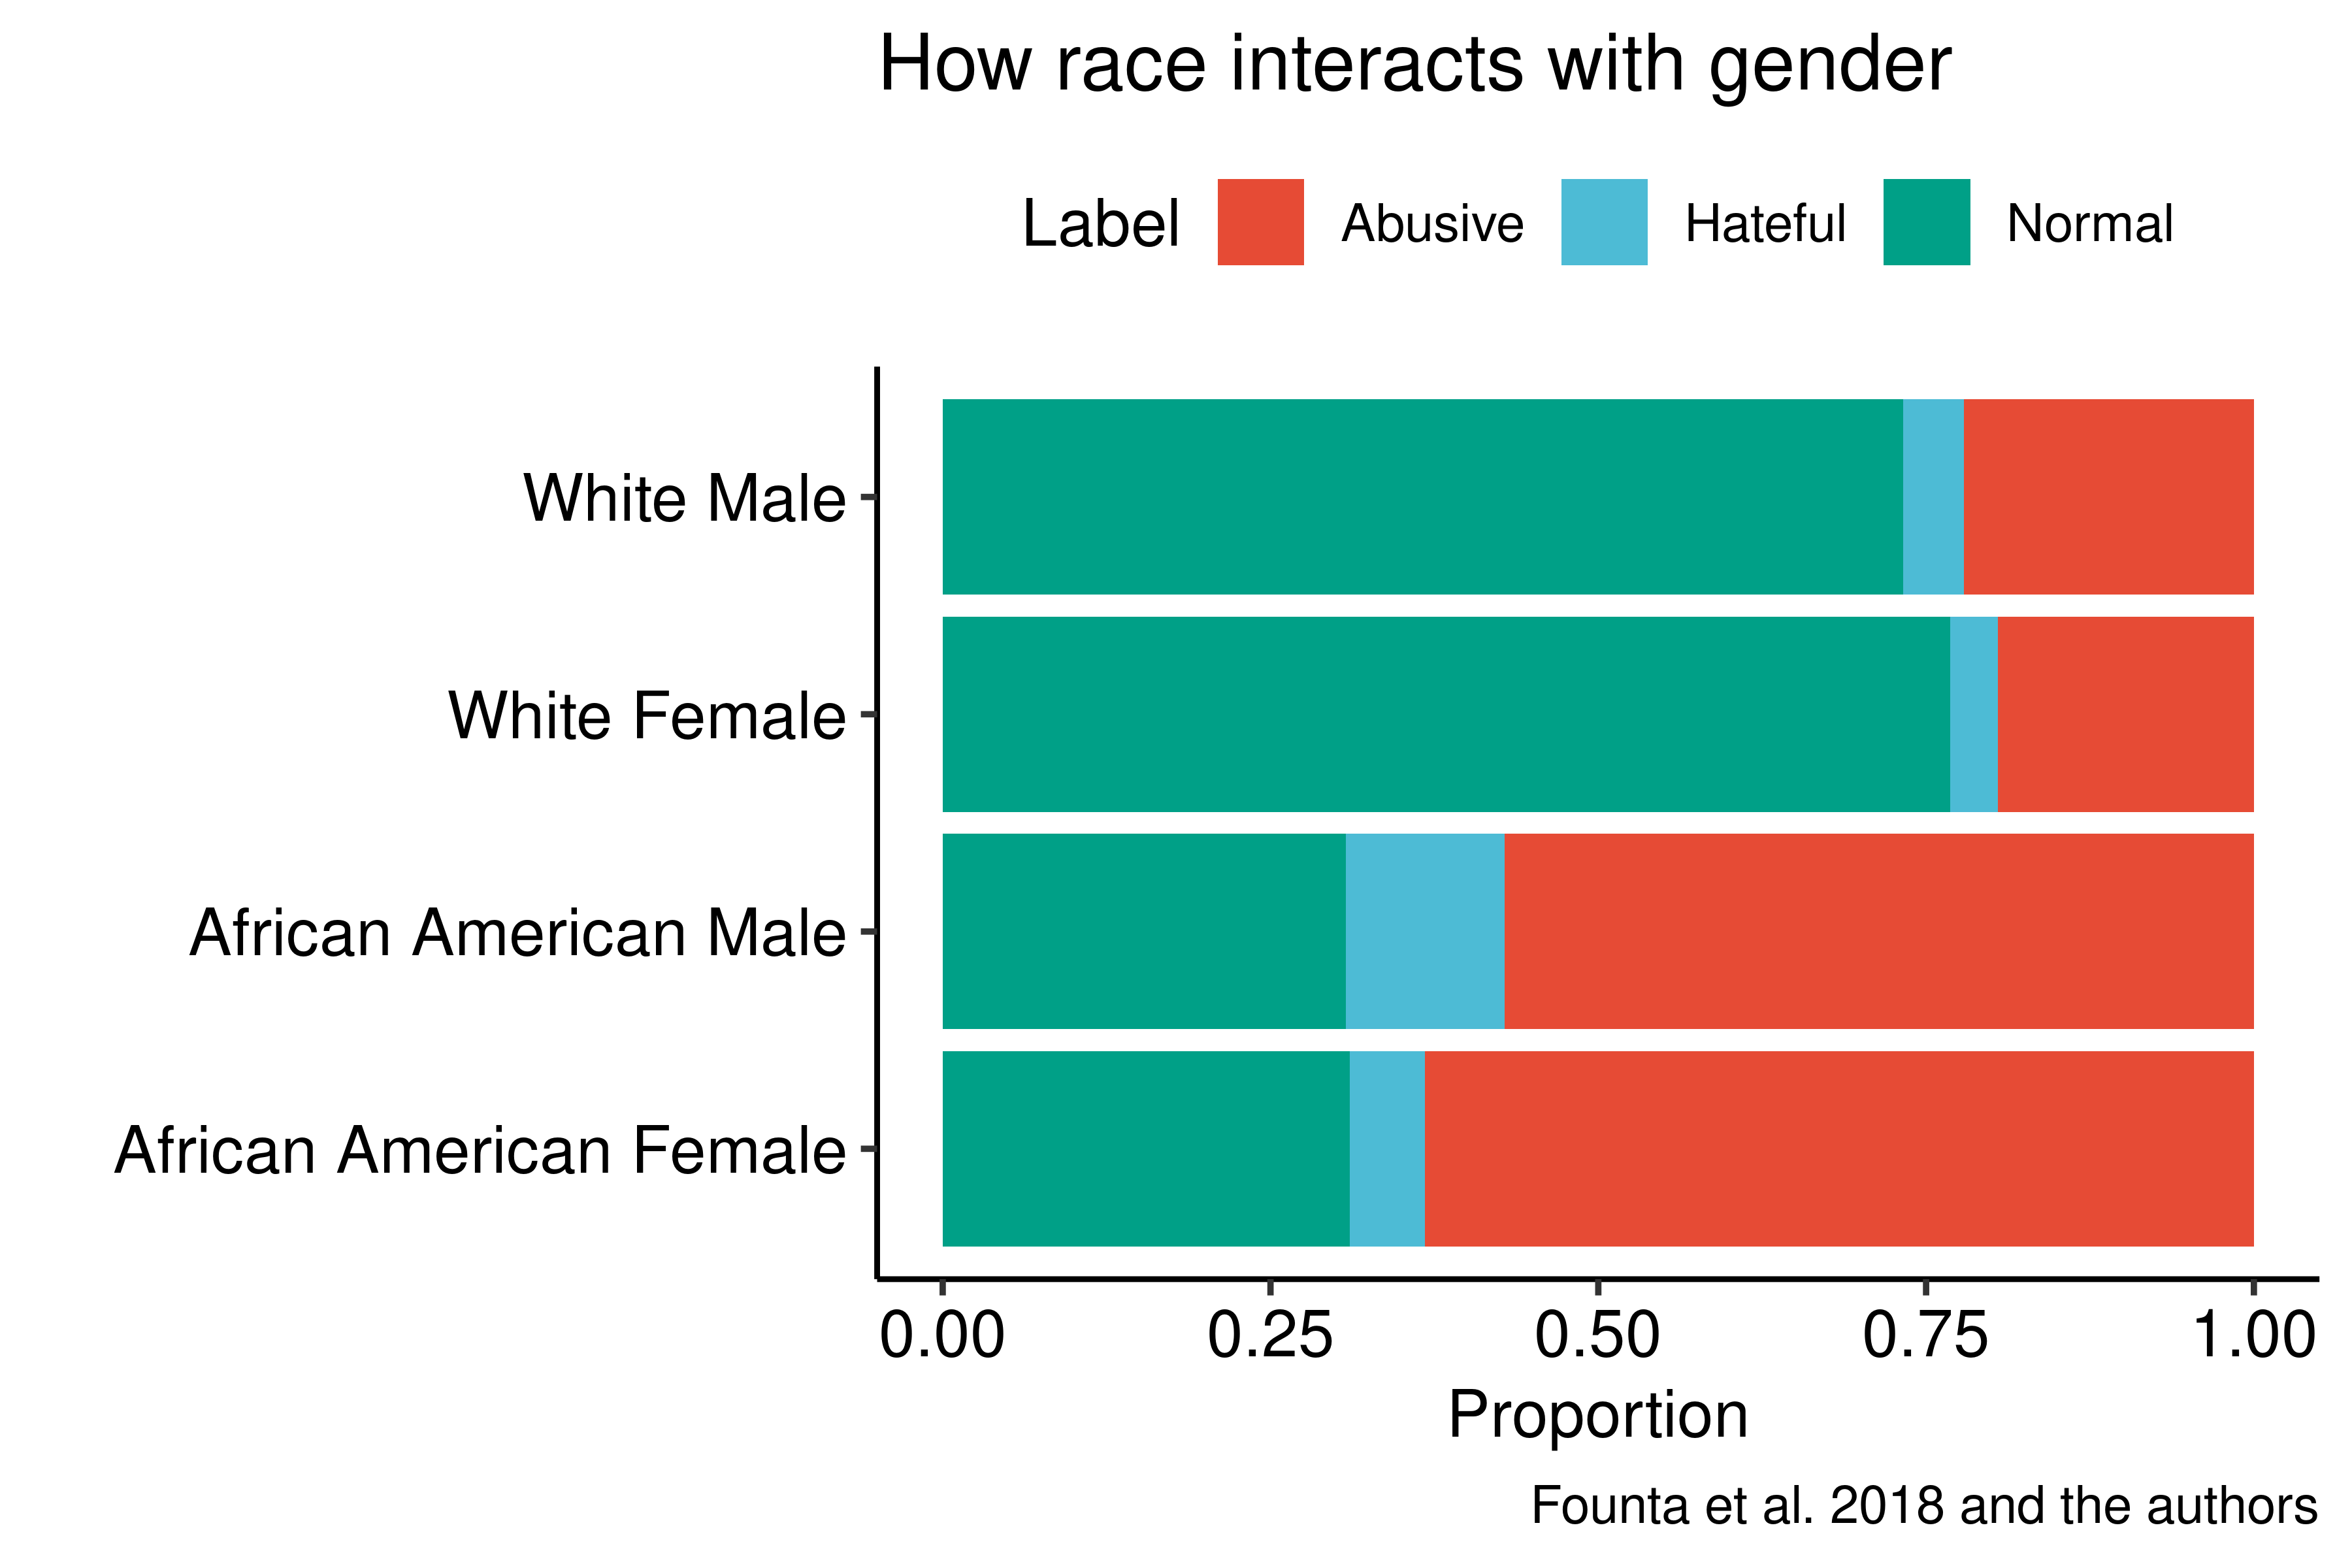 How race interacts with gender
Label Abusive Hateful Normal
White Male
White Female
African American Male
African American Female
0.00 0.25 0.50 0.75 1.00
Proportion
Founta et al. 2018 and the authors